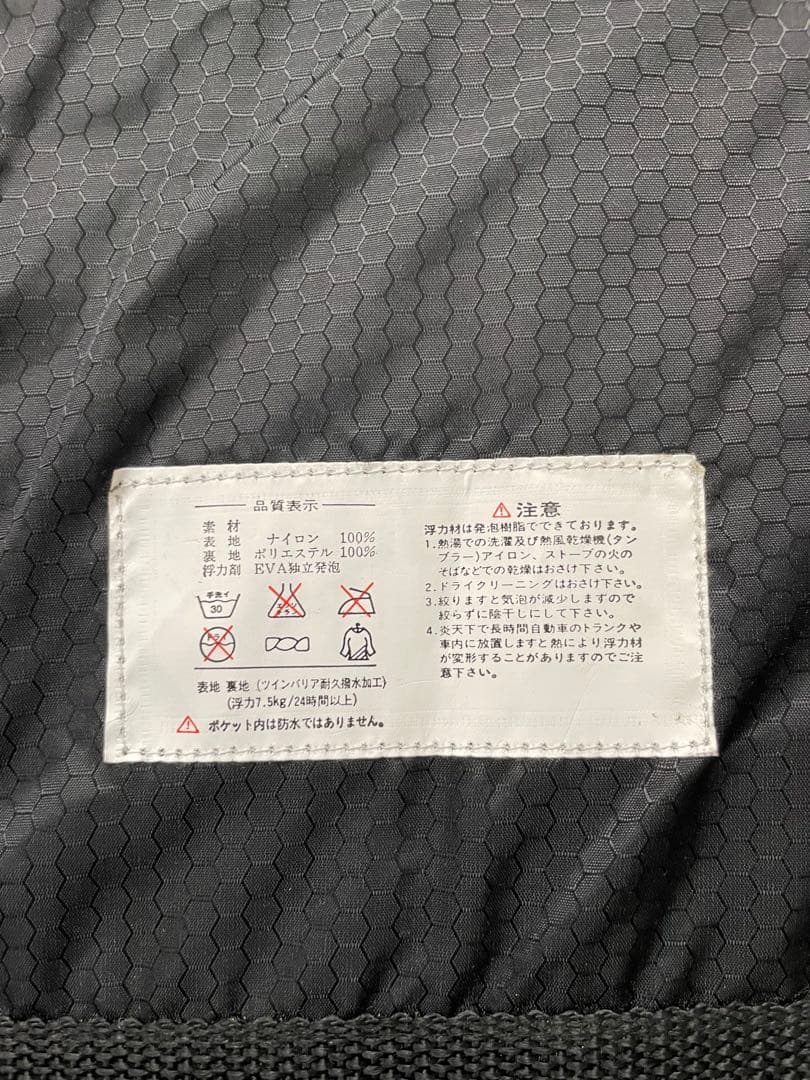 品質表示
素材
表地 ナイロン 100%
裏地 ポリエステル 100%
浮力剤 EVA独立発泡
手洗イ
30
エンソ
サラシ
ドライ
表地 裏地 (ツインバリア耐久撥水加工)
(浮力7.5kg/24時間以上)
ポケット内は防水ではありません。
注意
浮力材は発泡樹脂でできております。
1.熱湯での洗濯及び熱風乾燥機(タン
ブラー)アイロン、ストーブの火の
そばなどでの乾燥はおさけ下さい。
2.ドライクリーニングはおさけ下さい。
3.絞りますと気泡が減少しますので
絞らずに陰干しにして下さい。
4.炎天下で長時間自動車のトランクや
車内に放置しますと熱により浮力材
が変形することがありますのでご注
意下さい。